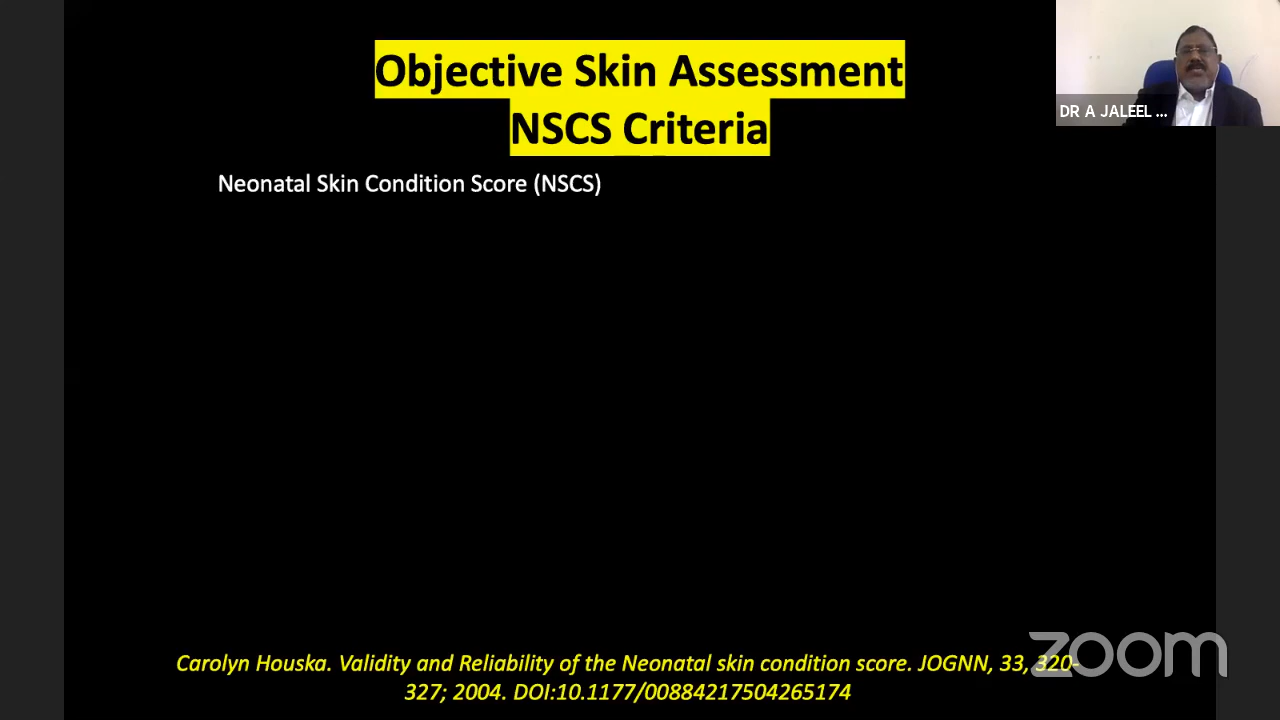 Objective Skin Assessment
NSCS Criteria
DR A JALEEL ...
Neonatal Skin Condition Score (NSCS)
Carolyn Houska. Validity and Reliability of the Neonatal skin condition score. JOGNN, 33, 320-
327; 2004. DOI:10.1177/00884217504265174
zoom